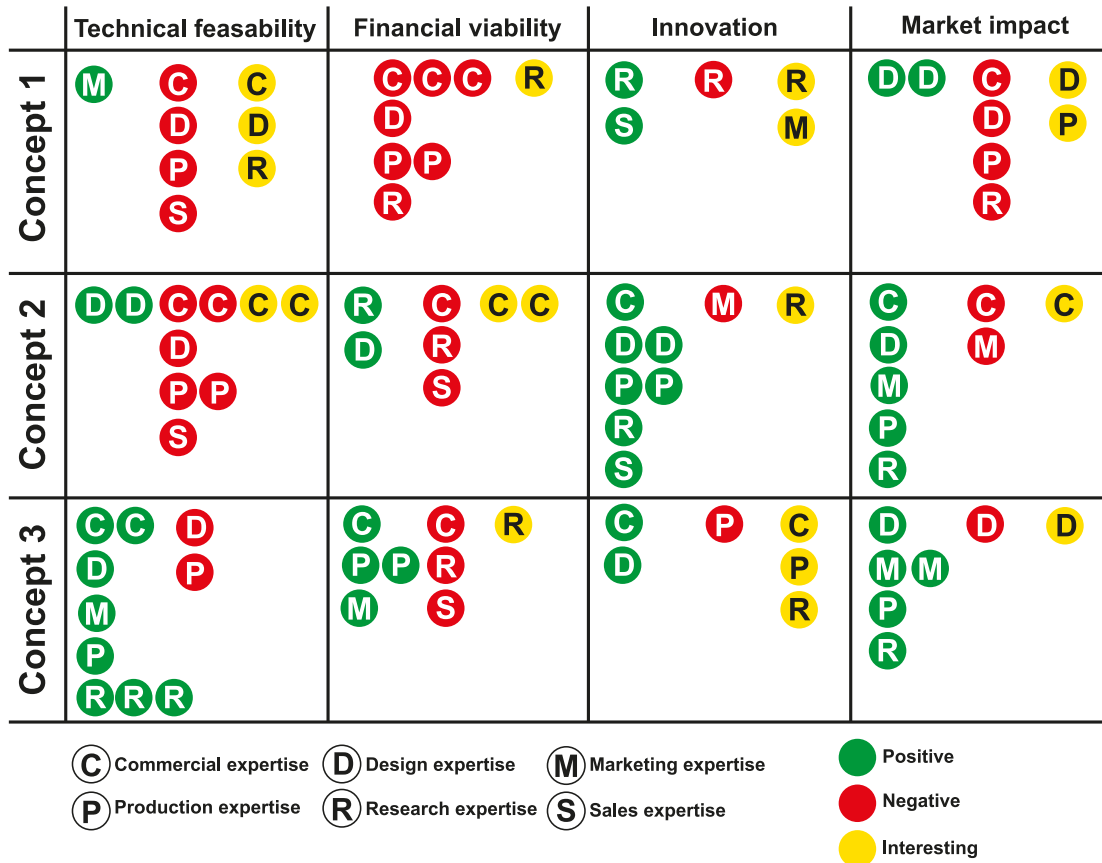 Technical feasability Financial viability Innovation Market impact
Concept 1
M C C C C C R R R R D D C D
D D D S M D P
P R P P P
S R R
Concept 2
D D C C C C R C C C C M R C C C
D D R D D D M
P P S P P M
S R P
S R
Concept 3
C C D C C R C P C D D D
D P P P R D P M M
M M S R P
P R
R R R
C Commercial expertise D Design expertise M Marketing expertise Positive
P Production expertise R Research expertise S Sales expertise Negative
Interesting